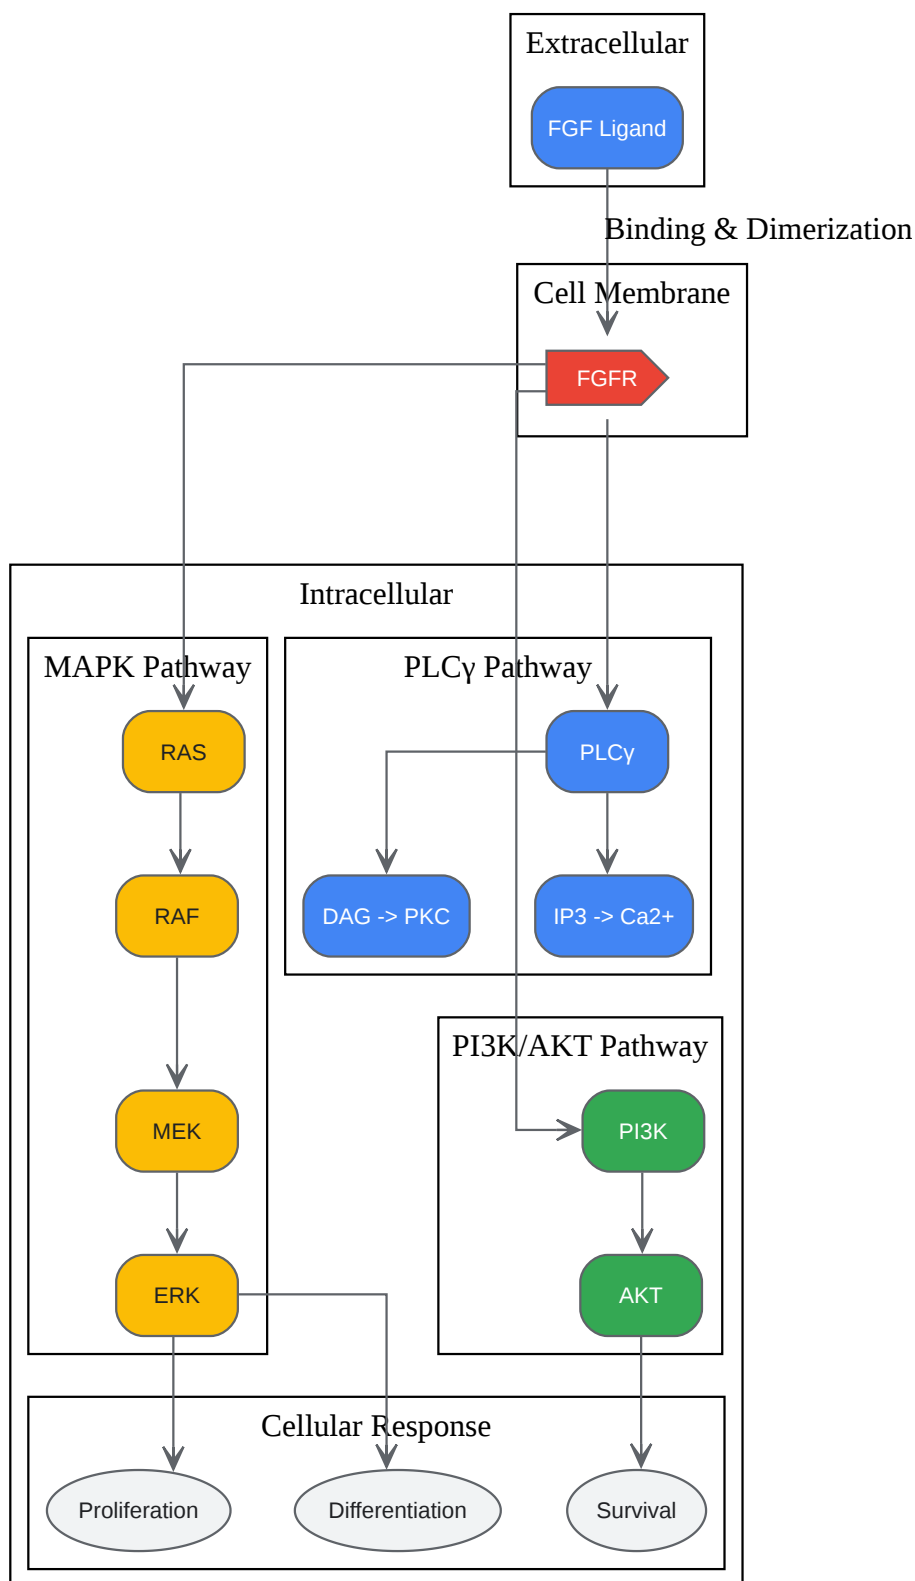 Extracellular
FGF Ligand
Binding & Dimerization
Cell Membrane
FGFR
Intracellular
MAPK Pathway
PLCγ Pathway
RAS
PLCγ
RAF
DAG -> PKC
IP3 -> Ca2+
PI3K/AKT Pathway
MEK
PI3K
ERK
AKT
Cellular Response
Proliferation
Differentiation
Survival